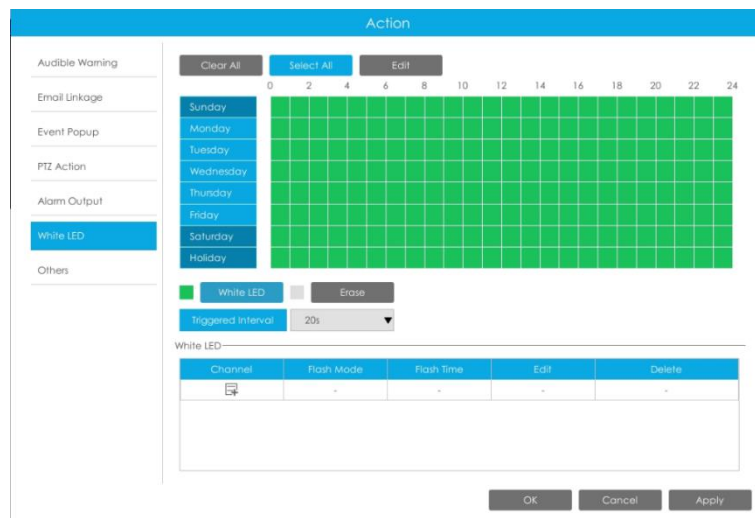 Action
Audible Warning
Email Linkage
Event Popup
PTZ Action
Alarm Output
White LED
Others
Clear All Select All Edit
0 2 4 6 8 10 12 14 16 18 20 22 24
Sunday
Monday
Tuesday
Wednesday
Thursday
Friday
Saturday
Holiday
White LED Erase
Triggered Interval 20s
White LED
Channel Flash Mode Flash Time Edit Delete
- - - -
OK Cancel Apply